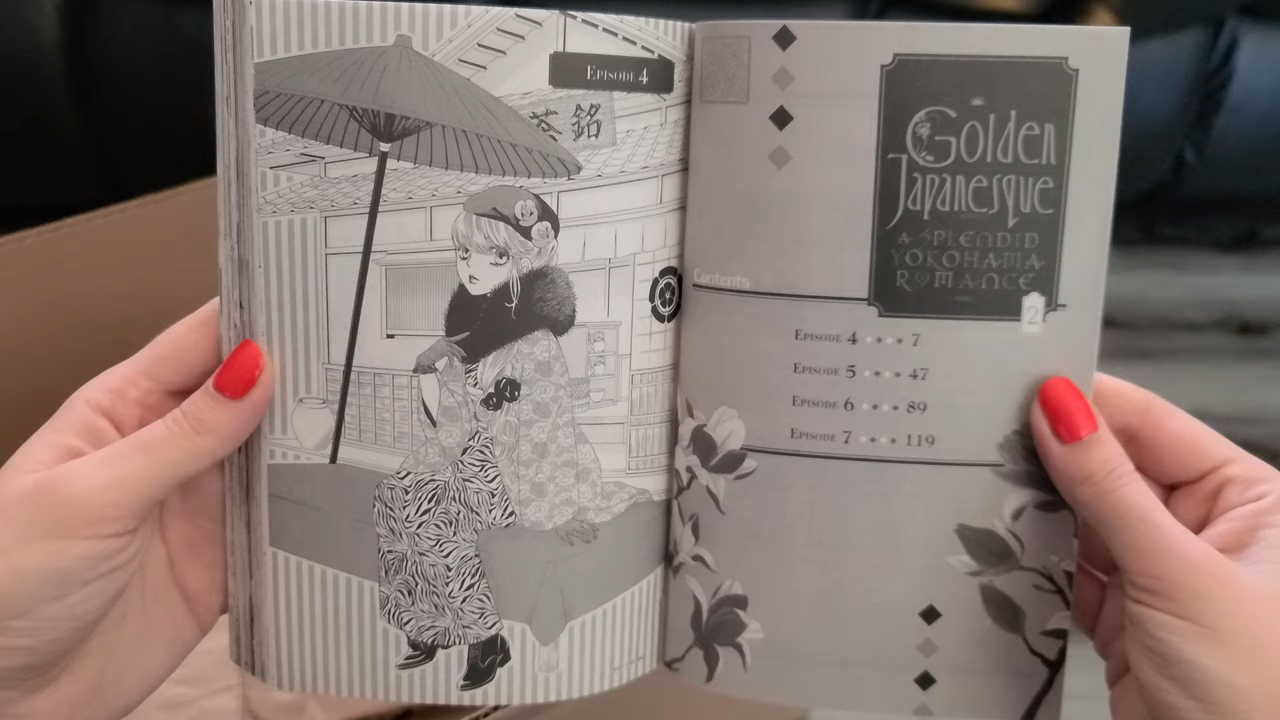 Golden
Japanesque
A SPLENDID
YOKOHAMA
ROMANCE
2
Contents
Episode 4 •••• 7
Episode 5 •••• 47
Episode 6 •••• 89
Episode 7 •••• 119
Episode 4
銘茶